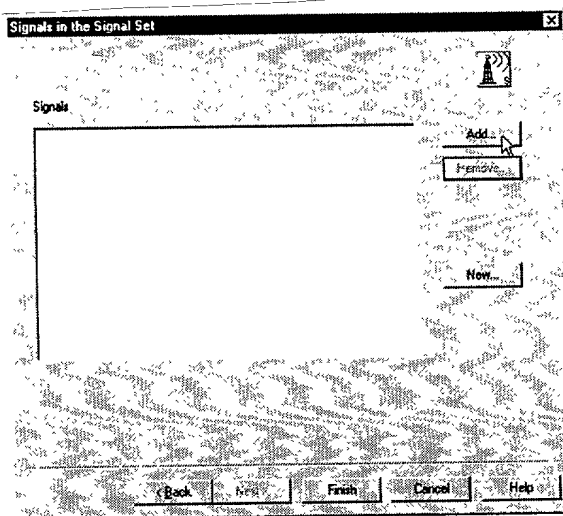 Signals in the Signal Set
S
Signals
Add...
Remove...
New...
< Back
Next >
Finish
Cancel
Help